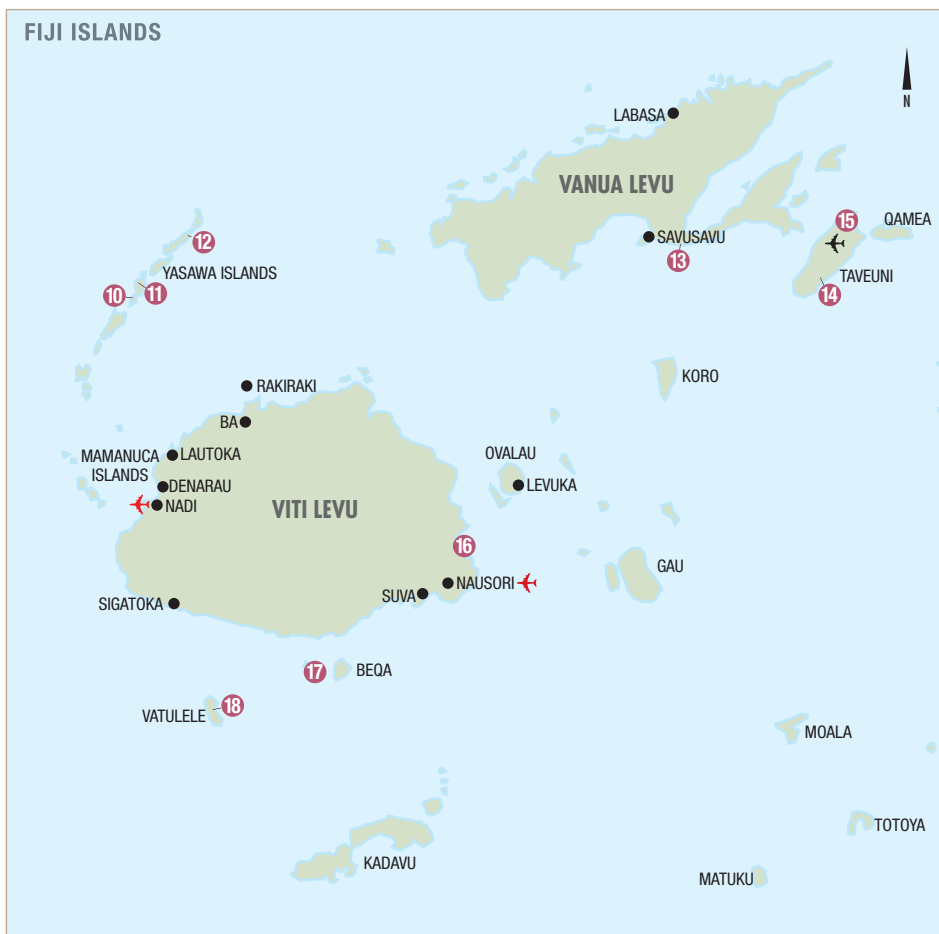 FIJI ISLANDS
N
LABASA
VANUA LEVU
15
QAMEA
12
SAVUSAVU
13
YASAWA ISLANDS
TAVEUNI
10
11
14
KORO
RAKIRAKI
BA
MAMANUCA
ISLANDS
LAUTOKA
OVALAU
DENARAU
LEVUKA
NADI
VITI LEVU
16
GAU
NAUSORI
SUVA
SIGATOKA
17
BEQA
18
VATULELE
MOALA
TOTOYA
KADAVU
MATUKU